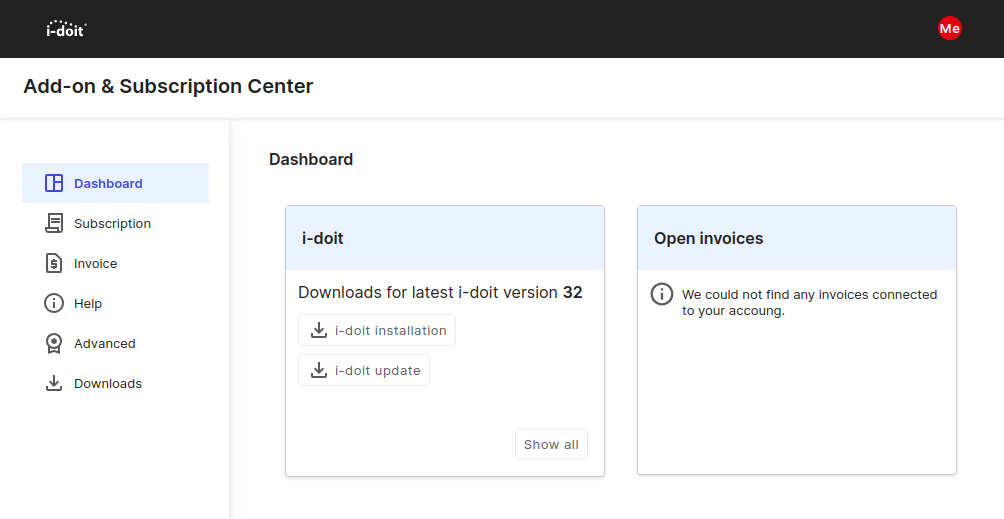 i-doit
Me
Add-on & Subscription Center
Dashboard
Subscription
Invoice
Help
Advanced
Downloads
Dashboard
i-doit
Downloads for latest i-doit version 32
i-doit installation
i-doit update
Show all
Open invoices
We could not find any invoices connected
to your accoung.